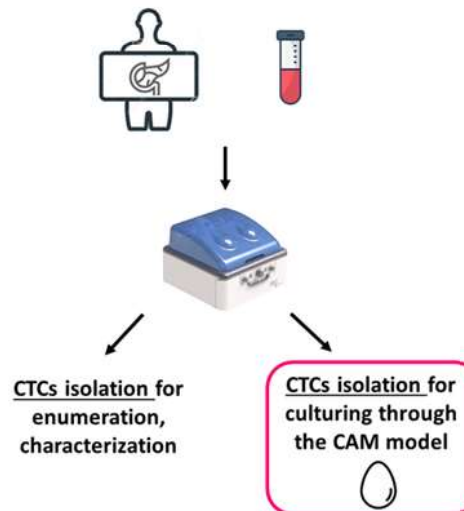 CTCs isolation for
enumeration,
characterization
CTCs isolation for
culturing through
the CAM model